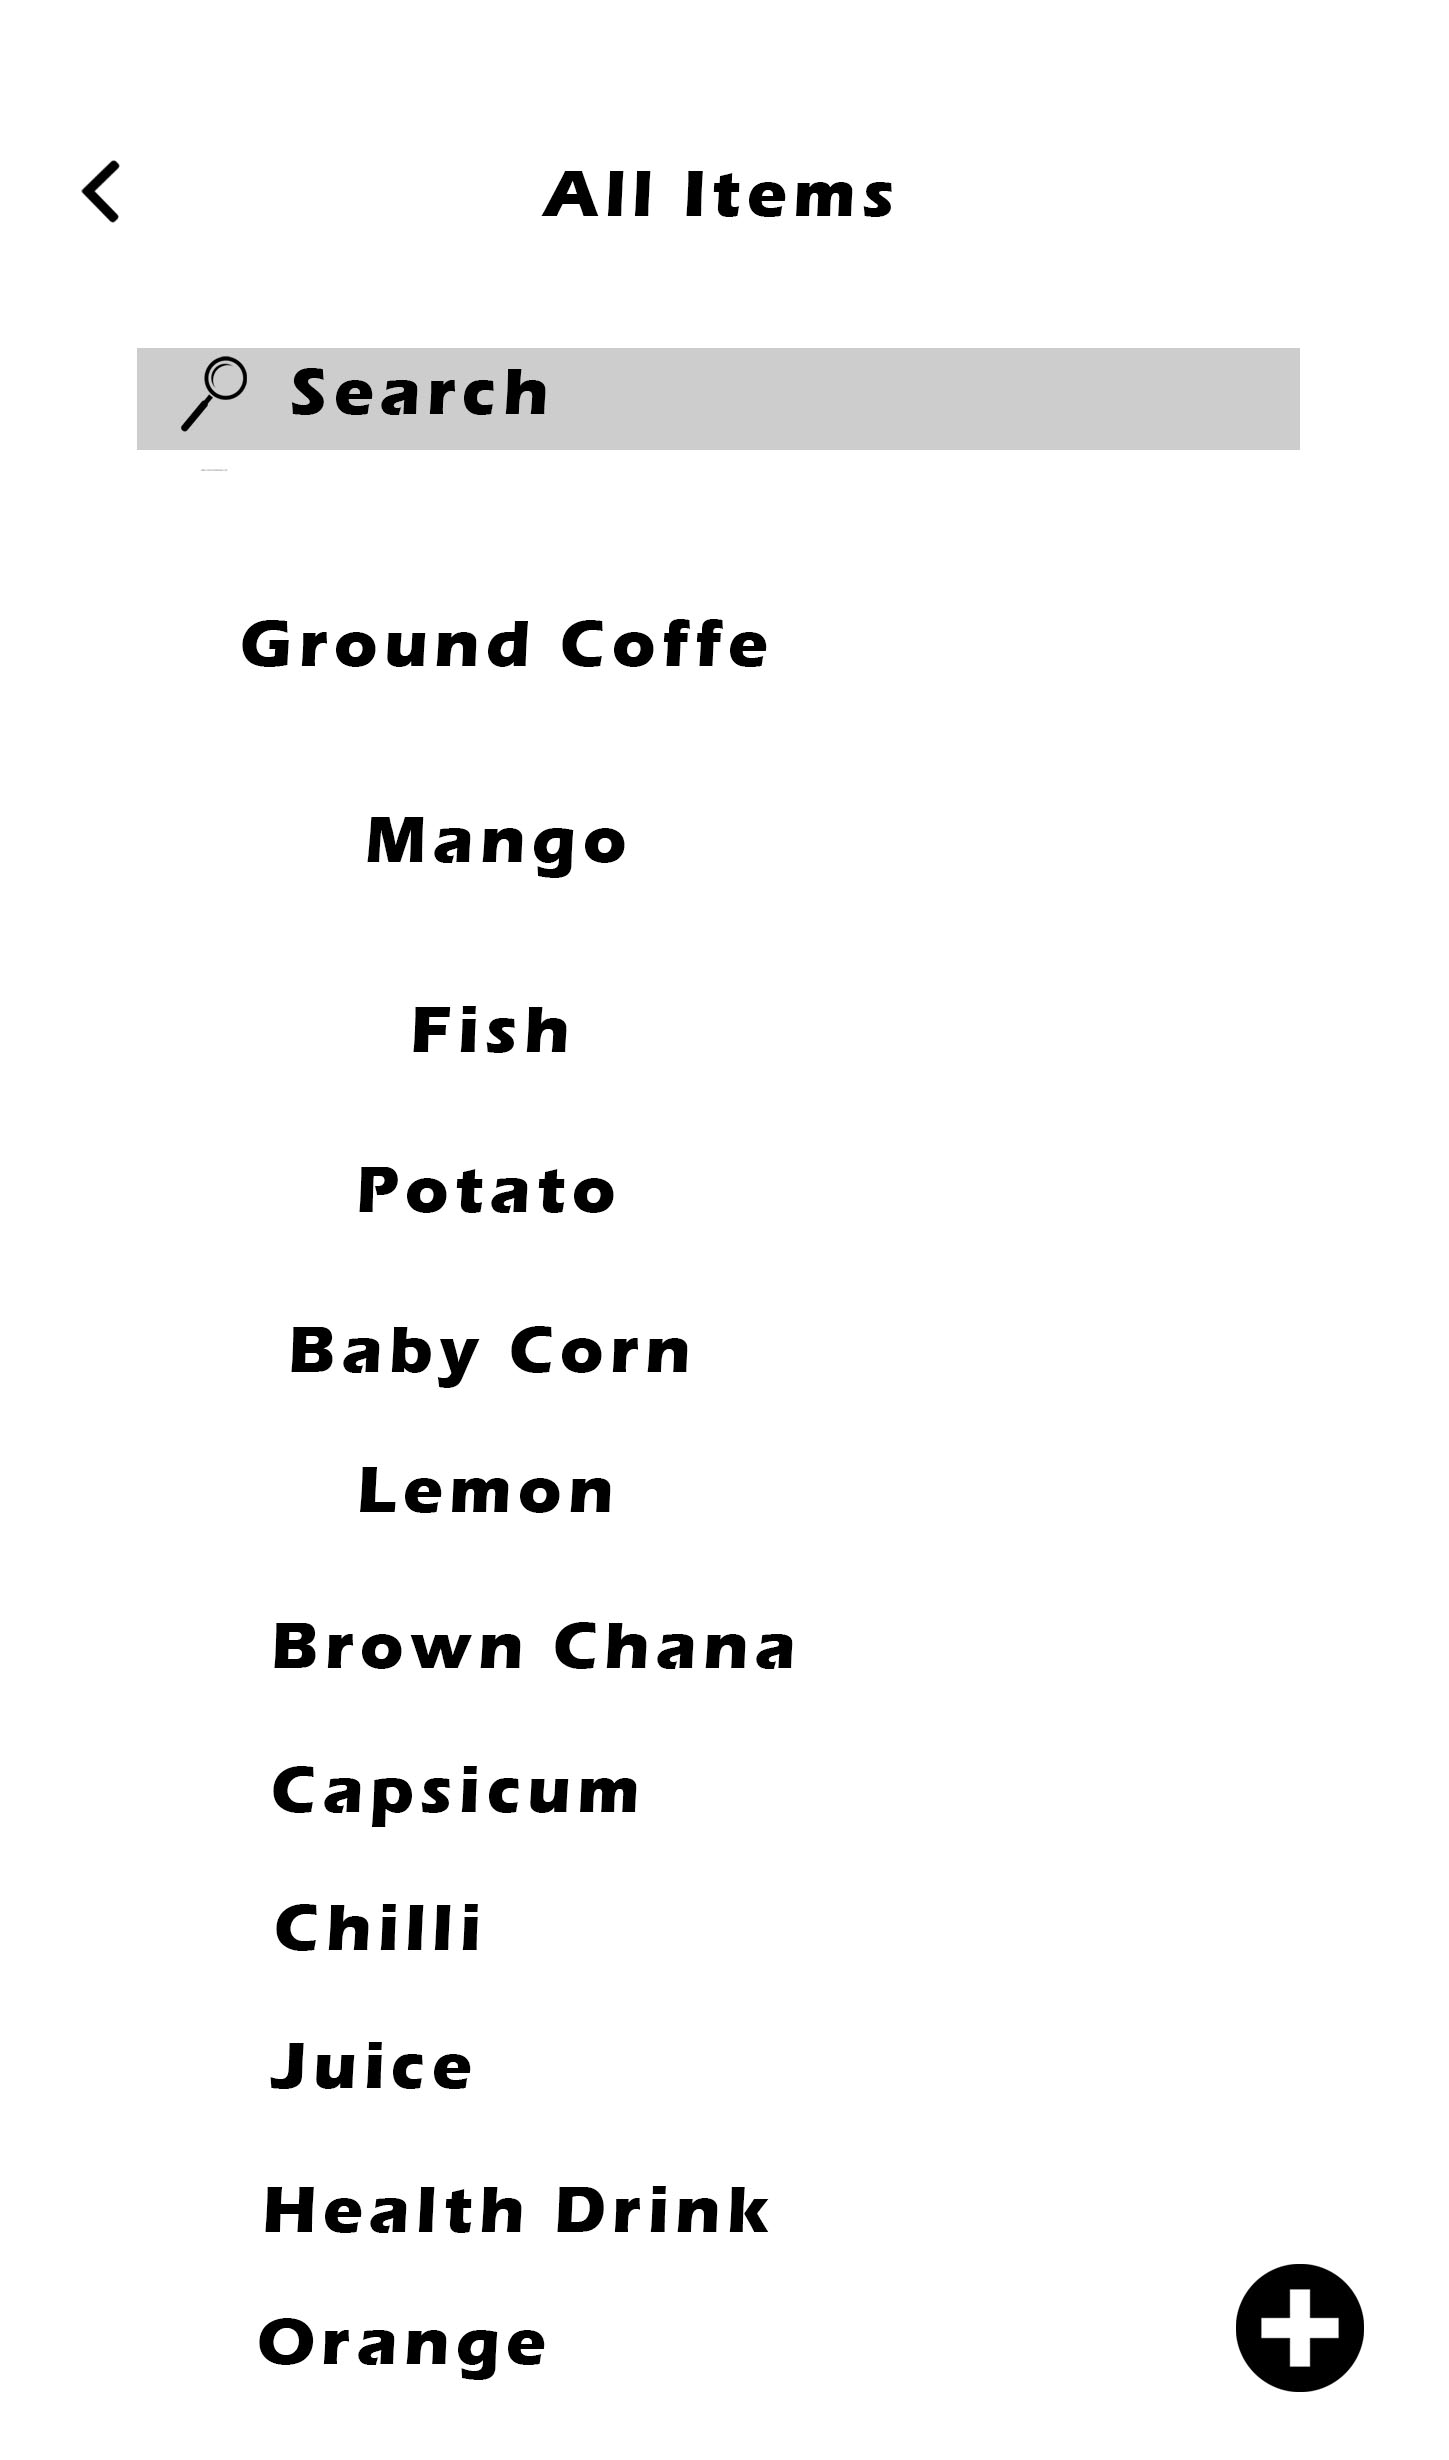 All Items
Search
Ground Coffe
Mango
Fish
Potato
Baby Corn
Lemon
Brown Chana
Capsicum
Chilli
Juice
Health Drink
Orange